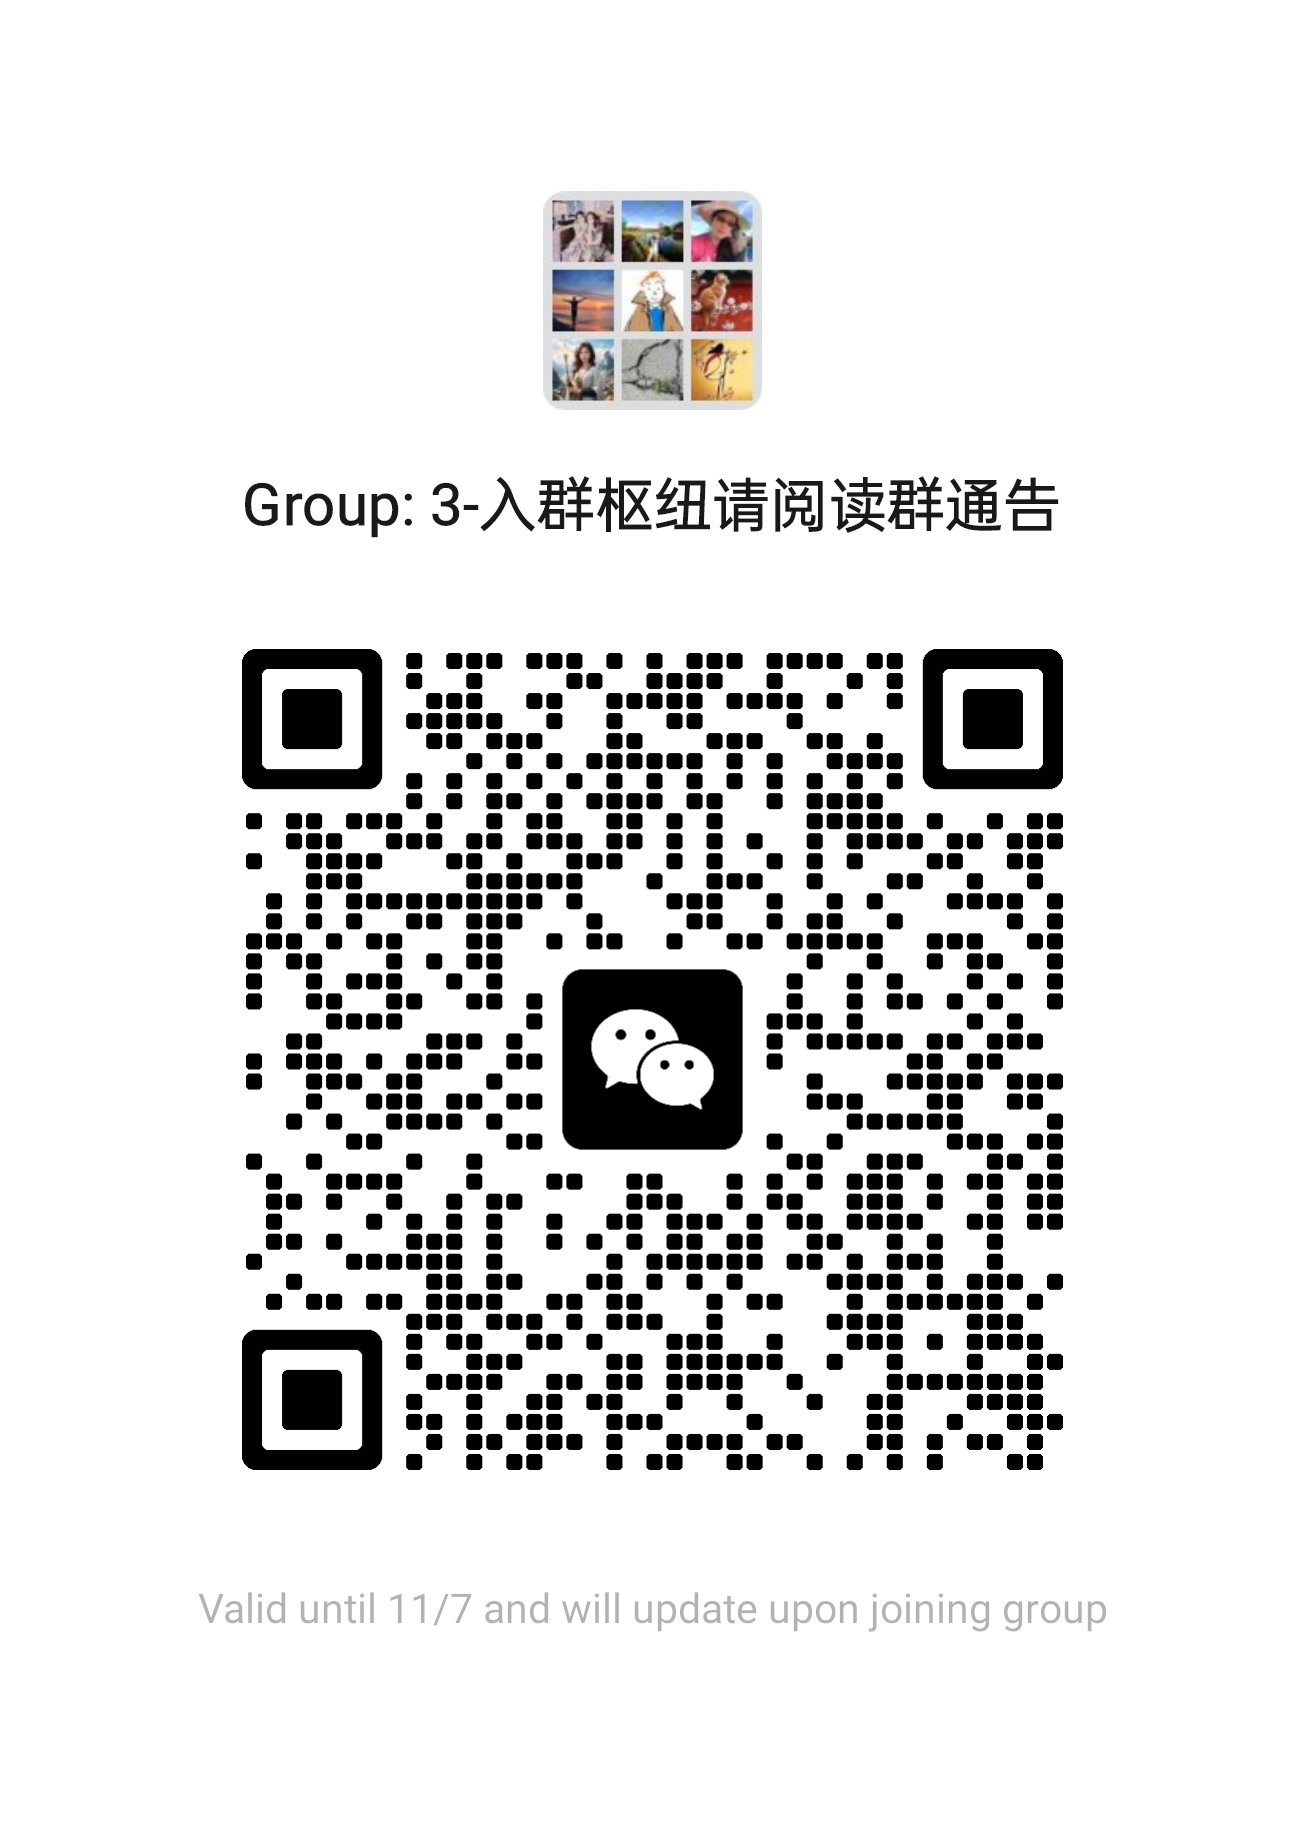 Group: 3-入群枢纽请阅读群通告
Valid until 11/7 and will update upon joining group